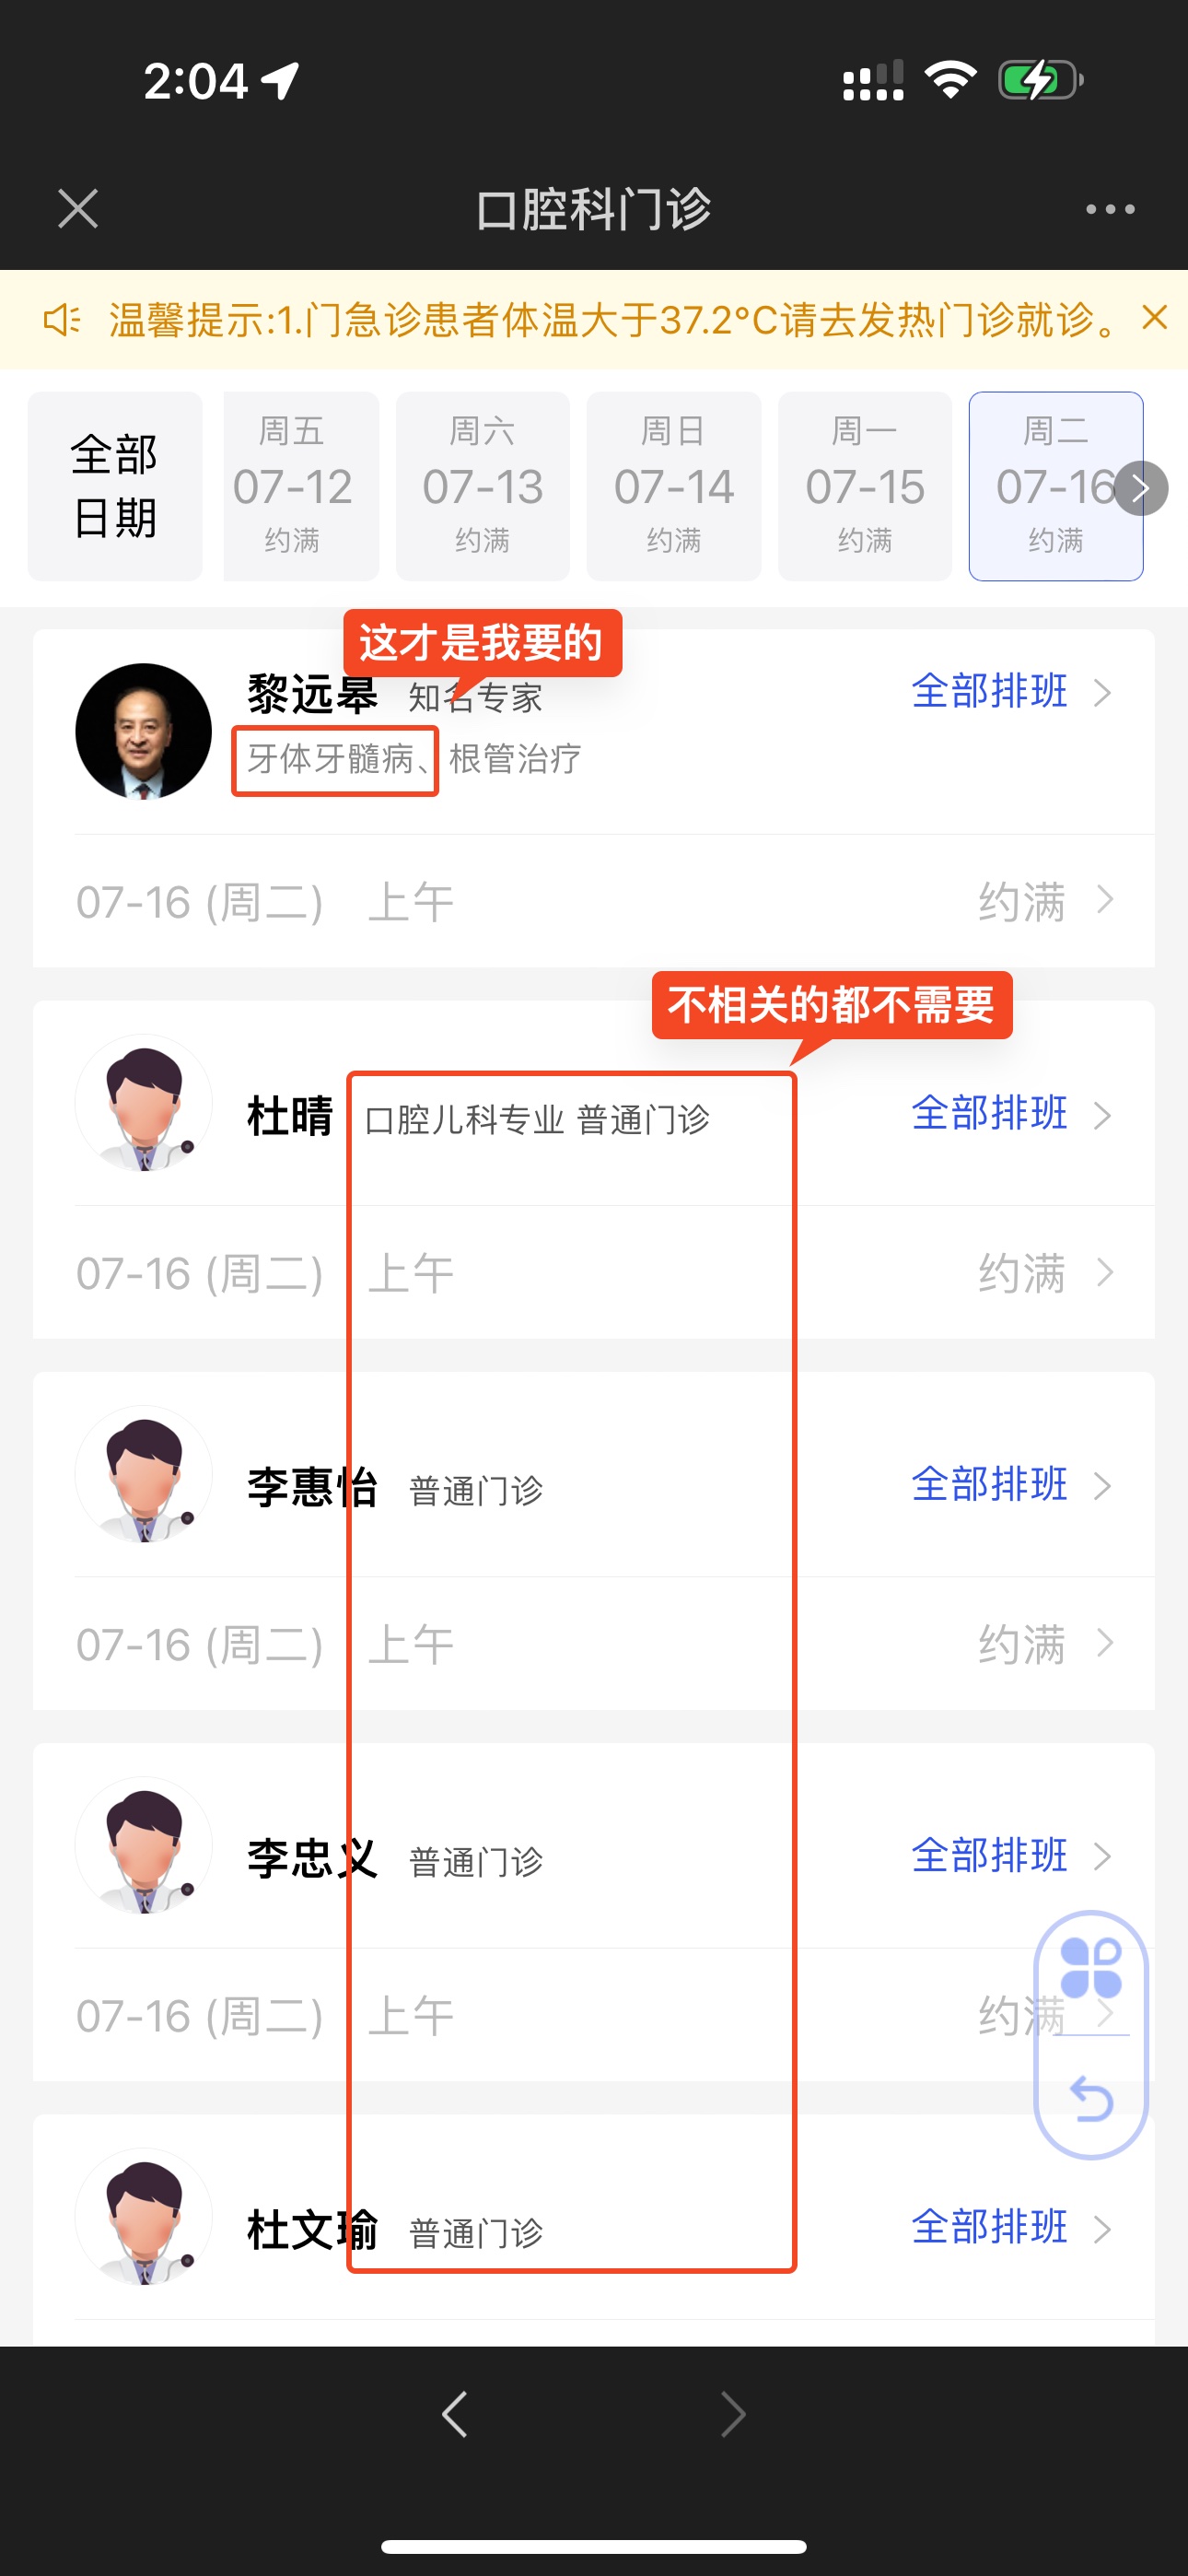 2:04
口腔科门诊
温馨提示:1.门急诊患者体温大于37.2°C请去发热门诊就诊。
全部
日期
周五
07-12
约满
周六
07-13
约满
周日
07-14
约满
周一
07-15
约满
周二
07-16
约满
这才是我要的
黎远皋 知名专家 全部排班
牙体牙髓病、根管治疗
07-16 (周二) 上午 约满
不相关的都不需要
杜晴 口腔儿科专业 普通门诊 全部排班
07-16 (周二) 上午 约满
李惠怡 普通门诊 全部排班
07-16 (周二) 上午 约满
李忠义 普通门诊 全部排班
07-16 (周二) 上午 约满
杜文瑜 普通门诊 全部排班